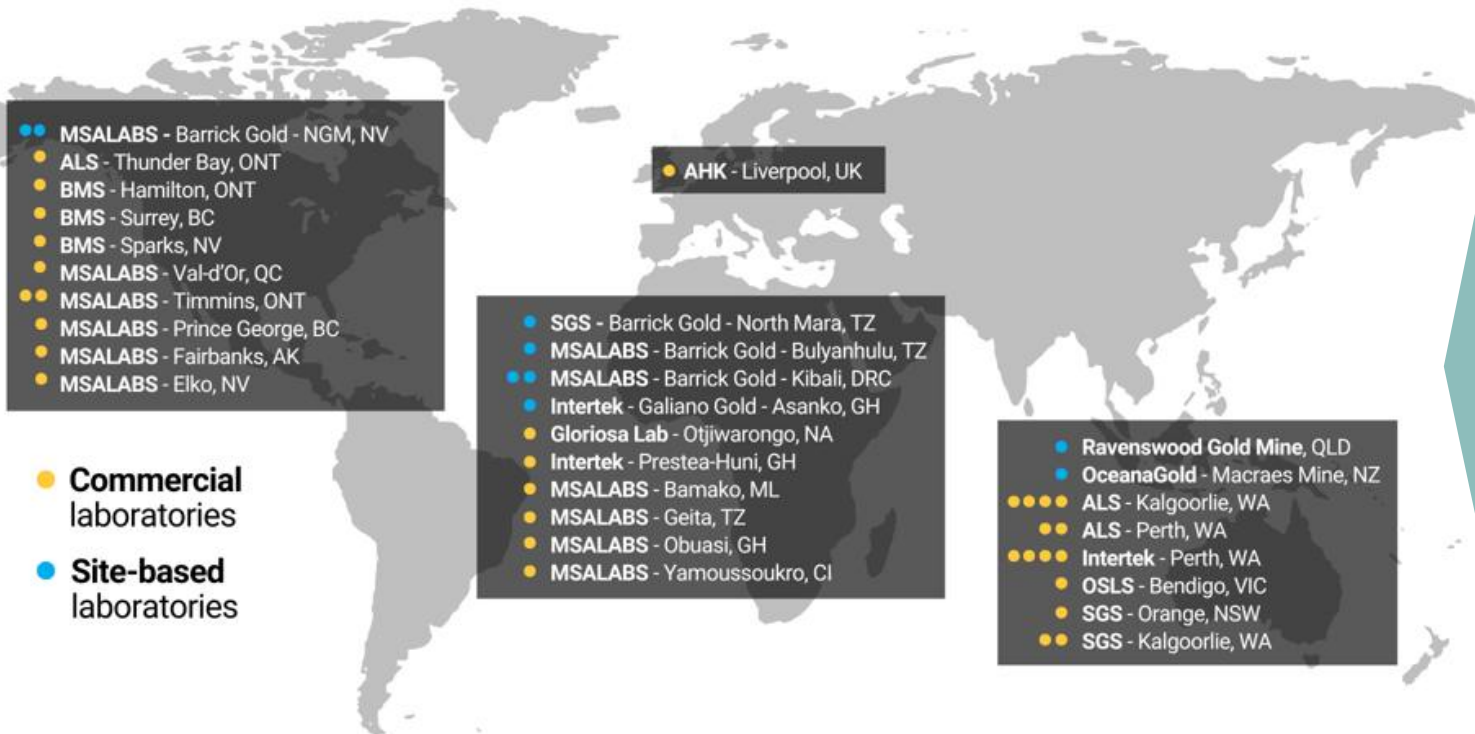 MSALABS - Barrick Gold - NGM, NV
ALS - Thunder Bay, ONT
BMS - Hamilton, ONT
BMS - Surrey, BC
BMS - Sparks, NV
MSALABS - Val-d'Or, QC
MSALABS - Timmins, ONT
MSALABS - Prince George, BC
MSALABS - Fairbanks, AK
MSALABS - Elko, NV
AHK - Liverpool, UK
SGS - Barrick Gold - North Mara, TZ
MSALABS - Barrick Gold - Bulyanhulu, TZ
MSALABS - Barrick Gold - Kibali, DRC
Intertek - Galiano Gold - Asanko, GH
Gloriosa Lab - Otjiwarongo, NA
Intertek - Prestea-Huni, GH
MSALABS - Bamako, ML
MSALABS - Geita, TZ
MSALABS - Obuasi, GH
MSALABS - Yamoussoukro, CI
Ravenswood Gold Mine, QLD
OceanaGold - Macraes Mine, NZ
ALS - Kalgoorlie, WA
ALS - Perth, WA
Intertek - Perth, WA
OSLS - Bendigo, VIC
SGS - Orange, NSW
SGS - Kalgoorlie, WA
Commercial
laboratories
Site-based
laboratories